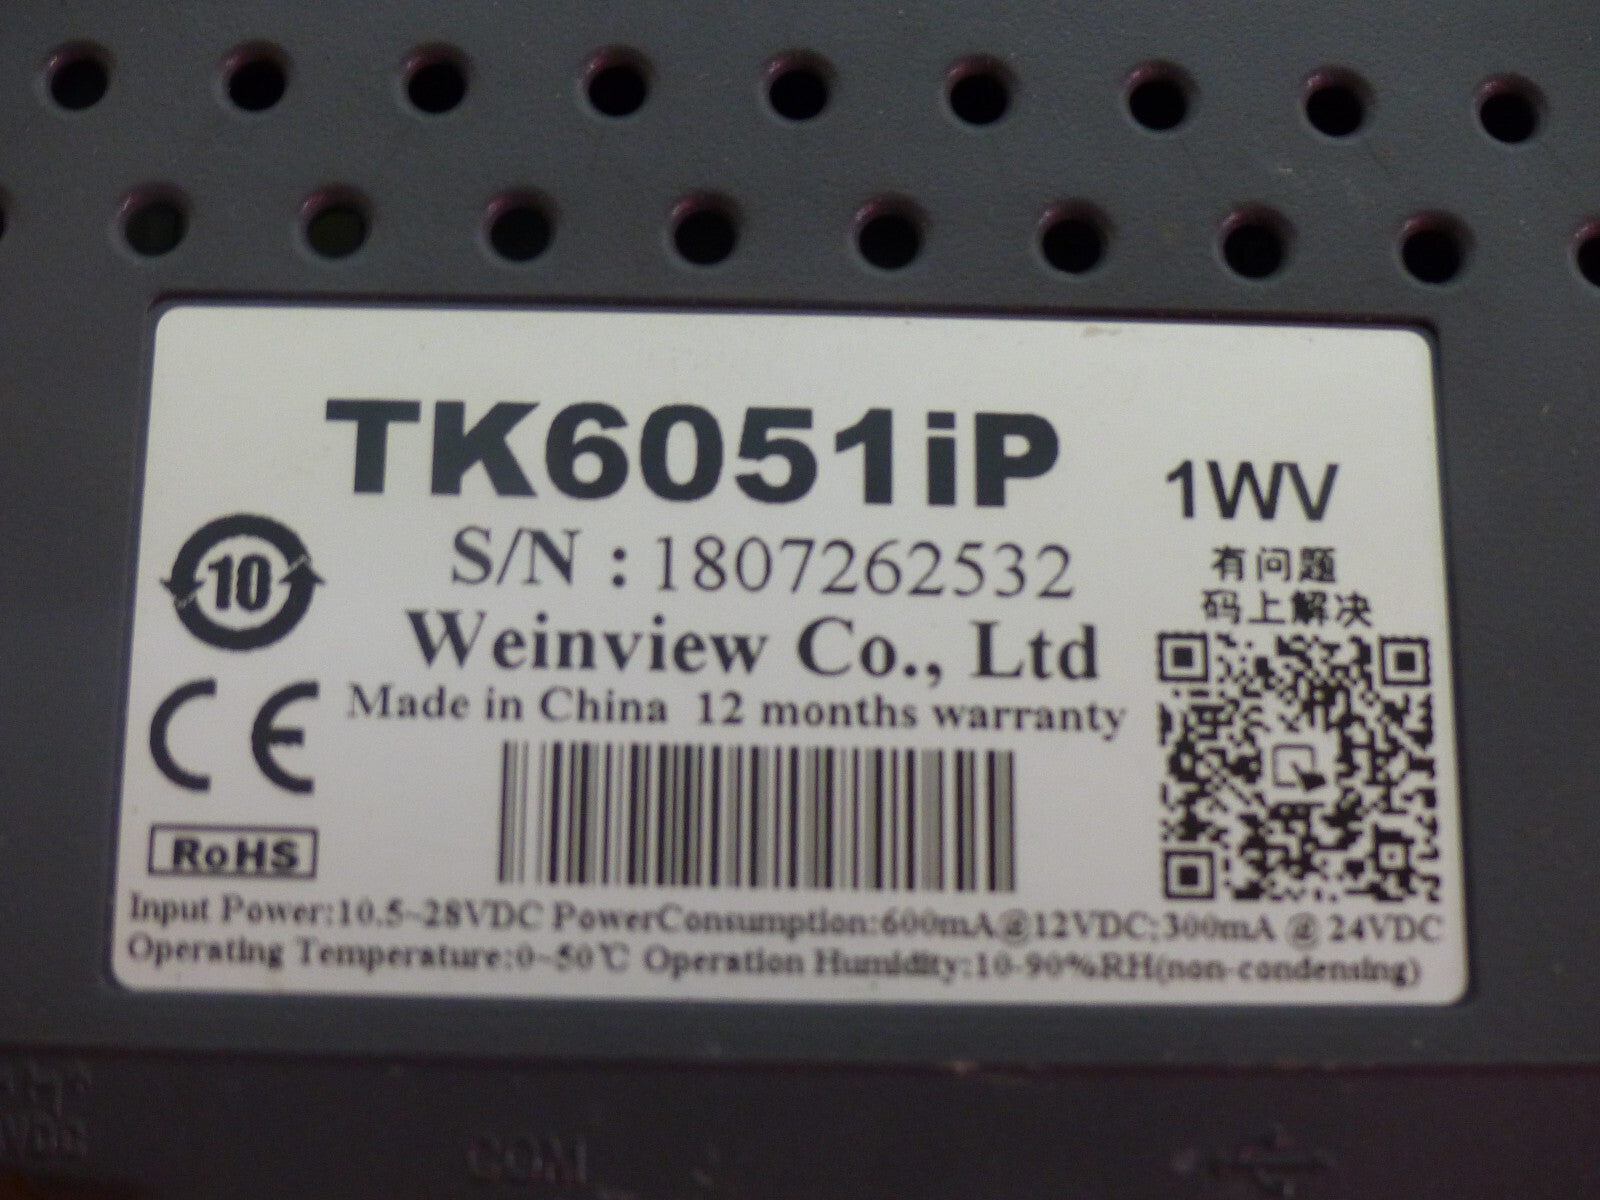 TK6051iP
1WV
S/N : 1807262532
有问题
码上解决
10
Weinview Co., Ltd
Made in China 12 months warranty
CE
RoHS
Input Power:10.5~28VDC PowerConsumption:600mA@12VDC;300mA @ 24VDC
Operating Temperature:0~50℃ Operation Humidity:10-90%RH(non-condensing)
VDC
COM